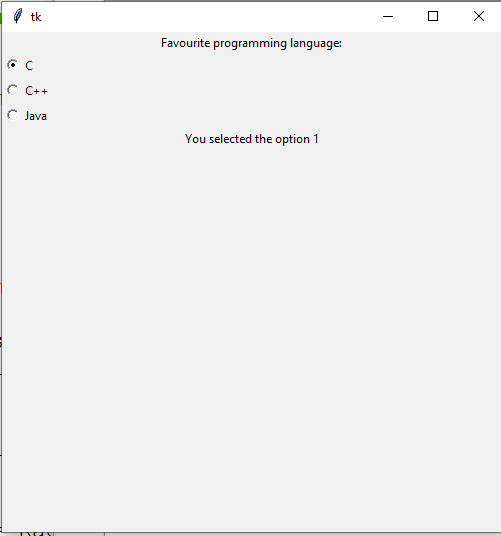 tk
Favourite programming language:
C
C++
Java
You selected the option 1